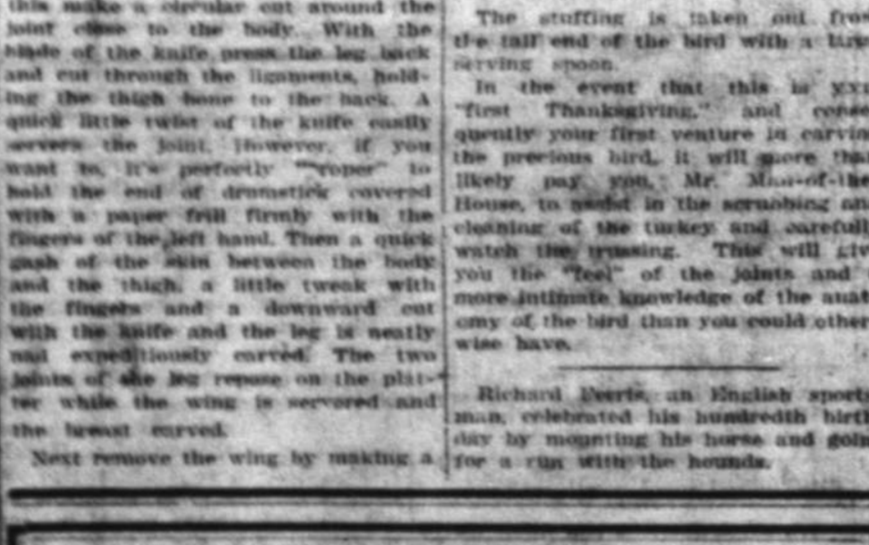 this make a circular cut around the
joint close to the body. With the
blade of the knife press the leg back
and cut through the ligaments, hold-
ing the thigh bone to the back. A
quick little twist of the knife easily
servers the joint. However, if you
want to, it's perfectly "roper" to
hold the end of drumstick covered
with a paper frill firmly with the
fingers of the left hand. Then a quick
gash of the skin between the body
and the thigh, a little tweak with
the fingers and a downward cut
with the knife and the leg is neatly
and expeditiously carved. The two
joints of the leg repose on the plat-
ter while the wing is servered and
the breast carved.
Next remove the wing by making a
The stuffing is taken out from
the tail end of the bird with a large
serving spoon.
In the event that this is
"first Thanksgiving," and conse
quently your first venture in carvin
the precious bird, it will more tha
likely pay you, Mr. Man-of-the
House, to assist in the scrubbing an
cleaning of the turkey and carefull
watch the trussing. This will giv
you the "feel" of the joints and
more intimate knowledge of the anat
omy of the bird than you could other
wise have.
Richard an English sport
man, celebrated his hundredth birth
day by mounting his horse and goin
for a run with the hounds.